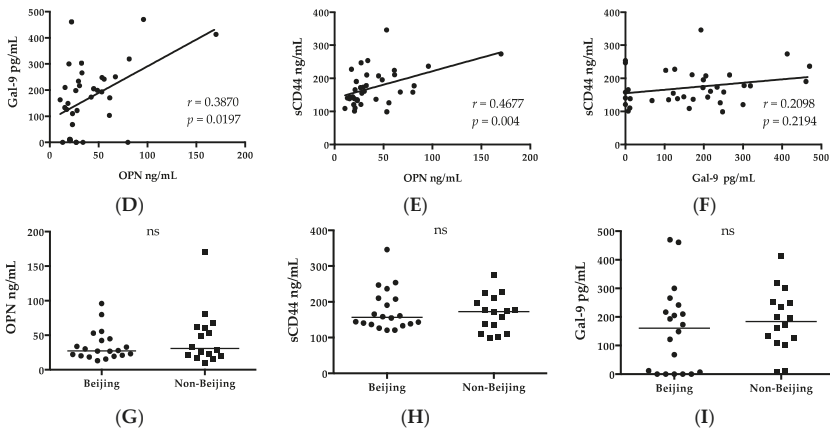 Gal-9 pg/mL
500
400
300
200
100
0
0
50
100
150
200
OPN ng/mL
r = 0.3870
p = 0.0197
(D)
sCD44 ng/mL
400
300
200
100
0
0
50
100
150
200
OPN ng/mL
r = 0.4677
p = 0.004
(E)
sCD44 ng/mL
400
300
200
100
0
0
100
200
300
400
500
Gal-9 pg/mL
r = 0.2098
p = 0.2194
(F)
ns
OPN ng/mL
200
150
100
50
0
Beijing
Non-Beijing
(G)
ns
sCD44 ng/mL
400
300
200
100
0
Beijing
Non-Beijing
(H)
ns
Gal-9 pg/mL
500
400
300
200
100
0
Beijing
Non-Beijing
(I)